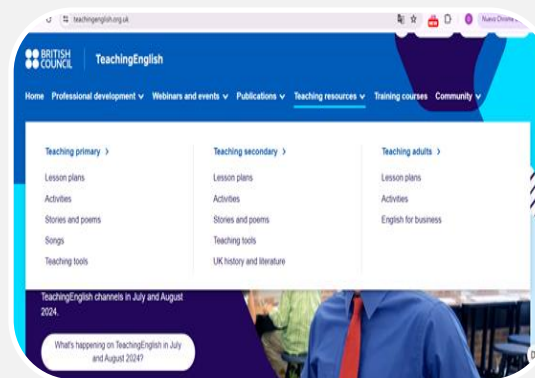 teachingenglish.org.uk
NEW
Nuevo Chrome
BRITISH
COUNCIL
TeachingEnglish
Home Professional development Webinars and events Publications Teaching resources Training courses Community
Teaching primary >
Lesson plans
Activities
Stories and poems
Songs
Teaching tools
Teaching secondary >
Lesson plans
Activities
Stories and poems
Teaching tools
UK history and literature
Teaching adults >
Lesson plans
Activities
English for business
TeachingEnglish channels in July and August
2024.
What's happening on TeachingEnglish in July
and August 2024?